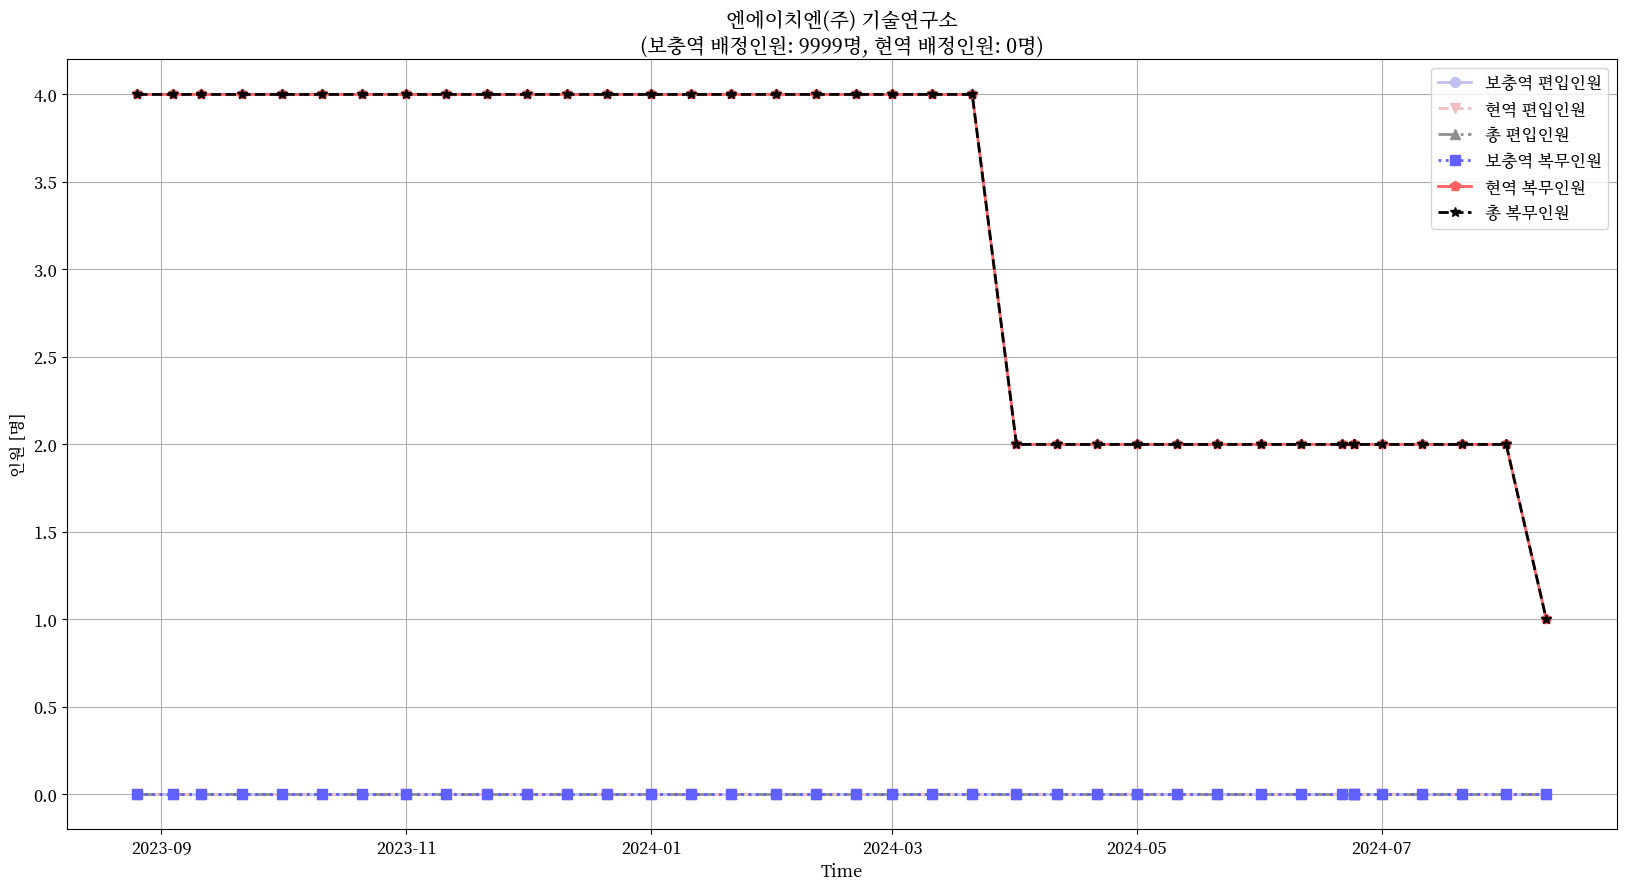 엔에이치엔(주) 기술연구소
(보충역 배정인원: 9999명, 현역 배정인원: 0명)
보충역 편입인원
현역 편입인원
총 편입인원
보충역 복무인원
현역 복무인원
총 복무인원
인원 [명]
4.0
3.5
3.0
2.5
2.0
1.5
1.0
0.5
0.0
2023-09
2023-11
2024-01
2024-03
2024-05
2024-07
Time